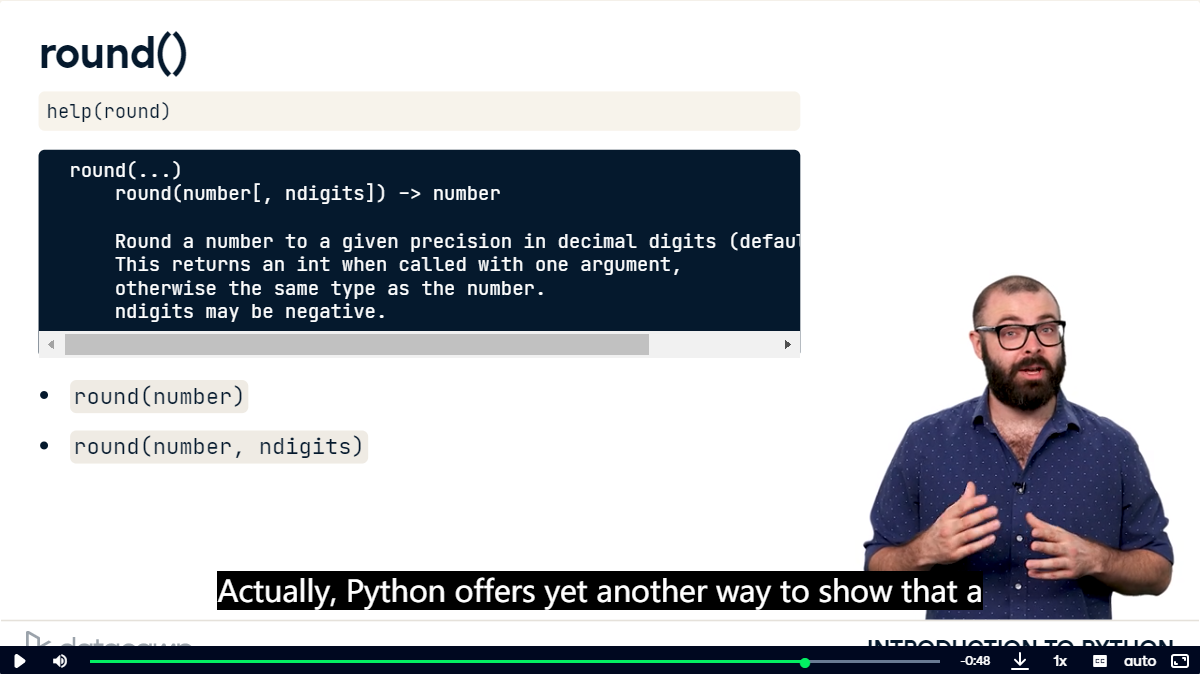 round()
help(round)
round(...)
round(number[, ndigits]) -> number
Round a number to a given precision in decimal digits (defaul
This returns an int when called with one argument,
otherwise the same type as the number.
ndigits may be negative.
round(number)
round(number, ndigits)
Actually, Python offers yet another way to show that a
INTRODUCTION TO PYTHON
-0:48
1x
CC
auto